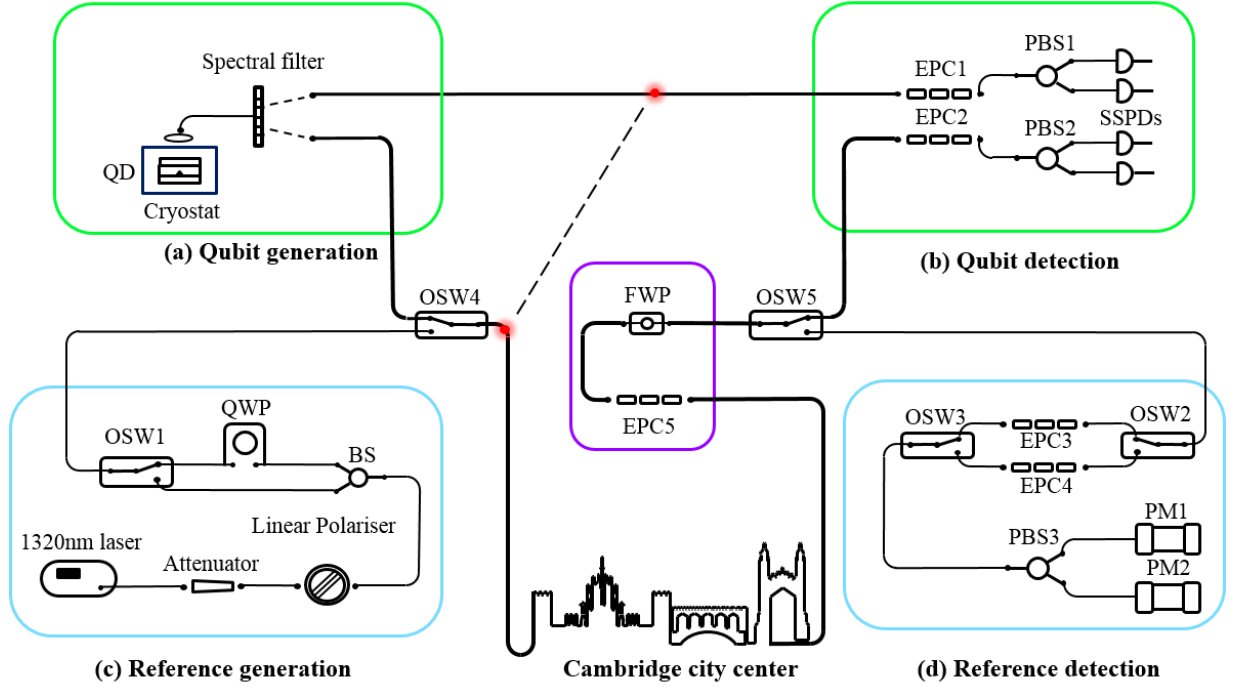 Spectral filter
QD
Cryostat
(a) Qubit generation
EPC1
EPC2
PBS1
PBS2
SSPDs
(b) Qubit detection
OSW4
FWP
EPC5
OSW5
OSW1
QWP
BS
Linear Polariser
1320nm laser
Attenuator
(c) Reference generation
Cambridge city center
OSW3
EPC3
EPC4
OSW2
PBS3
PM1
PM2
(d) Reference detection